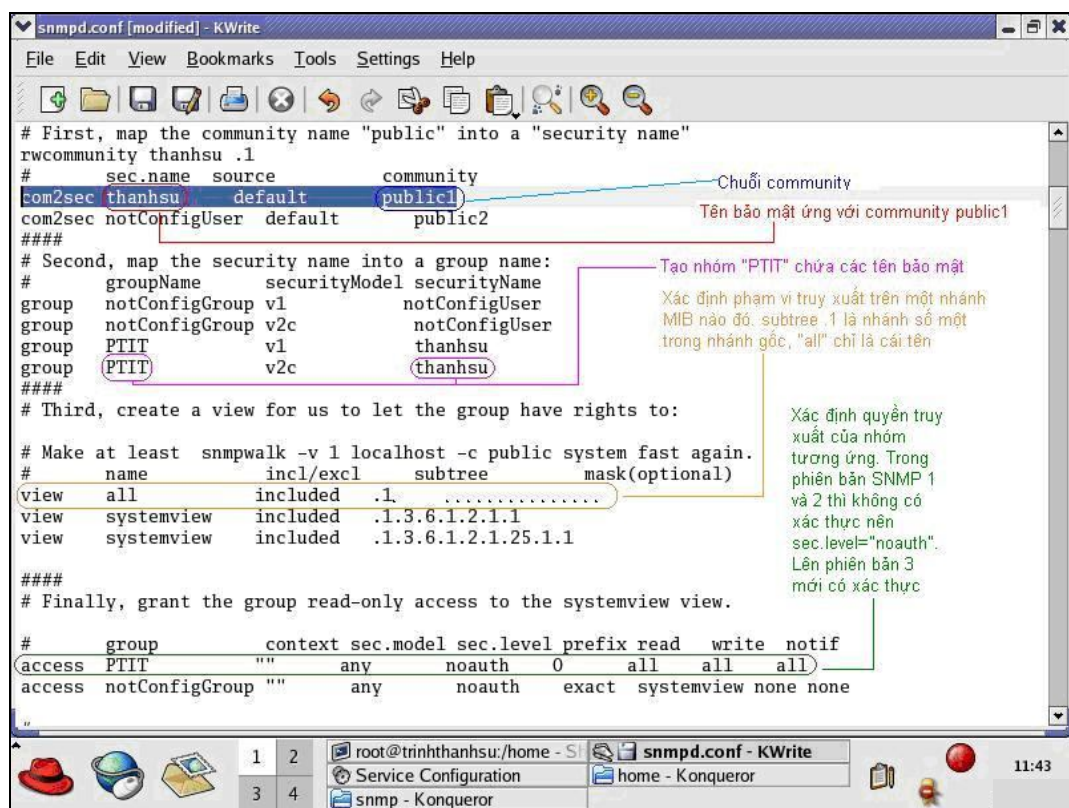 snmpd.conf [modified] - KWrite
File Edit View Bookmarks Tools Settings Help
# First, map the community name "public" into a "security name"
rwcommunity thanhsu .1
# sec.name source community
com2sec thanhsu default public1
com2sec notConfigUser default public2
####
# Second, map the security name into a group name:
# groupName securityModel securityName
group notConfigGroup v1 notConfigUser
group notConfigGroup v2c notConfigUser
group PTIT v1 thanhsu
group PTIT v2c thanhsu
####
# Third, create a view for us to let the group have rights to:
# Make at least snmpwalk -v 1 localhost -c public system fast again.
# name incl/excl subtree mask(optional)
view all included .1 ................
view systemview included .1.3.6.1.2.1.1
view systemview included .1.3.6.1.2.1.25.1.1
####
# Finally, grant the group read-only access to the systemview view.
# group context sec.model sec.level prefix read write notif
access PTIT "" any noauth 0 all all all
access notConfigGroup "" any noauth exact systemview none none
Chuỗi community
Tên bảo mật ứng với community public1
Tạo nhóm "PTIT" chứa các tên bảo mật
Xác định phạm vi truy xuất trên một nhánh
MIB nào đó. subtree .1 là nhánh số một
trong nhánh gốc, "all" chỉ là cái tên
Xác định quyền truy
xuất của nhóm
tương ứng. Trong
phiên bản SNMP 1
và 2 thì không có
xác thực nên
sec.level="noauth".
Lên phiên bản 3
mới có xác thực
1 2
3 4
root@trinhthanhsu:/home - Sh
snmpd.conf - KWrite
Service Configuration
home - Konqueror
snmp - Konqueror
11:43